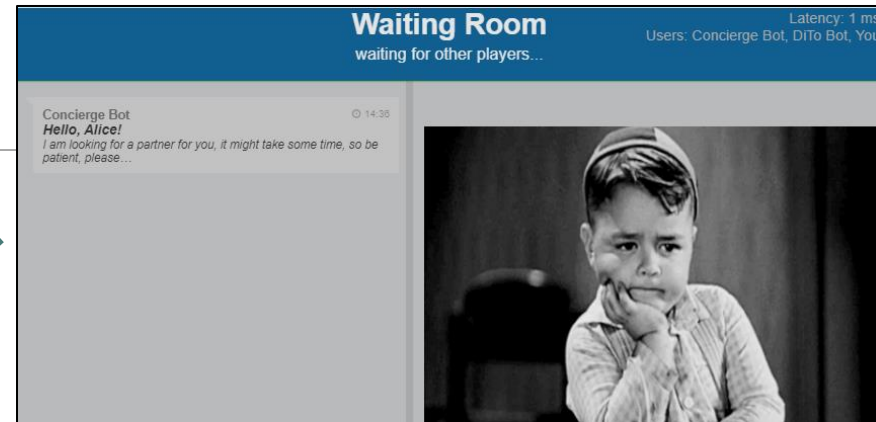 Waiting Room
waiting for other players...
Latency: 1 ms
Users: Concierge Bot, DiTo Bot, You
Concierge Bot 14:38
Hello, Alice!
I am looking for a partner for you, it might take some time, so be
patient, please…